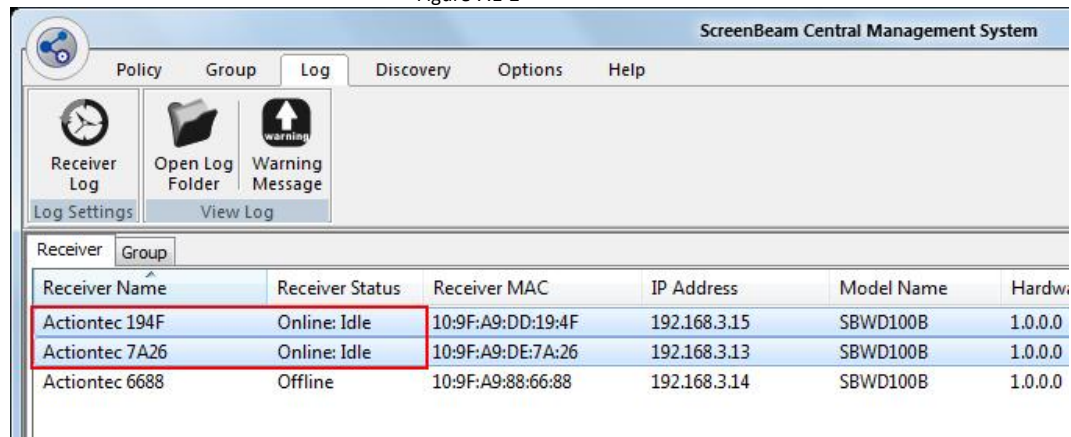 ScreenBeam Central Management System
Policy Group Log Discovery Options Help
Receiver Log
Open Log Folder
warning
Warning Message
Log Settings View Log
Receiver Group
Receiver Name Receiver Status Receiver MAC IP Address Model Name Hardwa
Actiontec 194F Online: Idle 10:9F:A9:DD:19:4F 192.168.3.15 SBWD100B 1.0.0.0
Actiontec 7A26 Online: Idle 10:9F:A9:DE:7A:26 192.168.3.13 SBWD100B 1.0.0.0
Actiontec 6688 Offline 10:9F:A9:88:66:88 192.168.3.14 SBWD100B 1.0.0.0